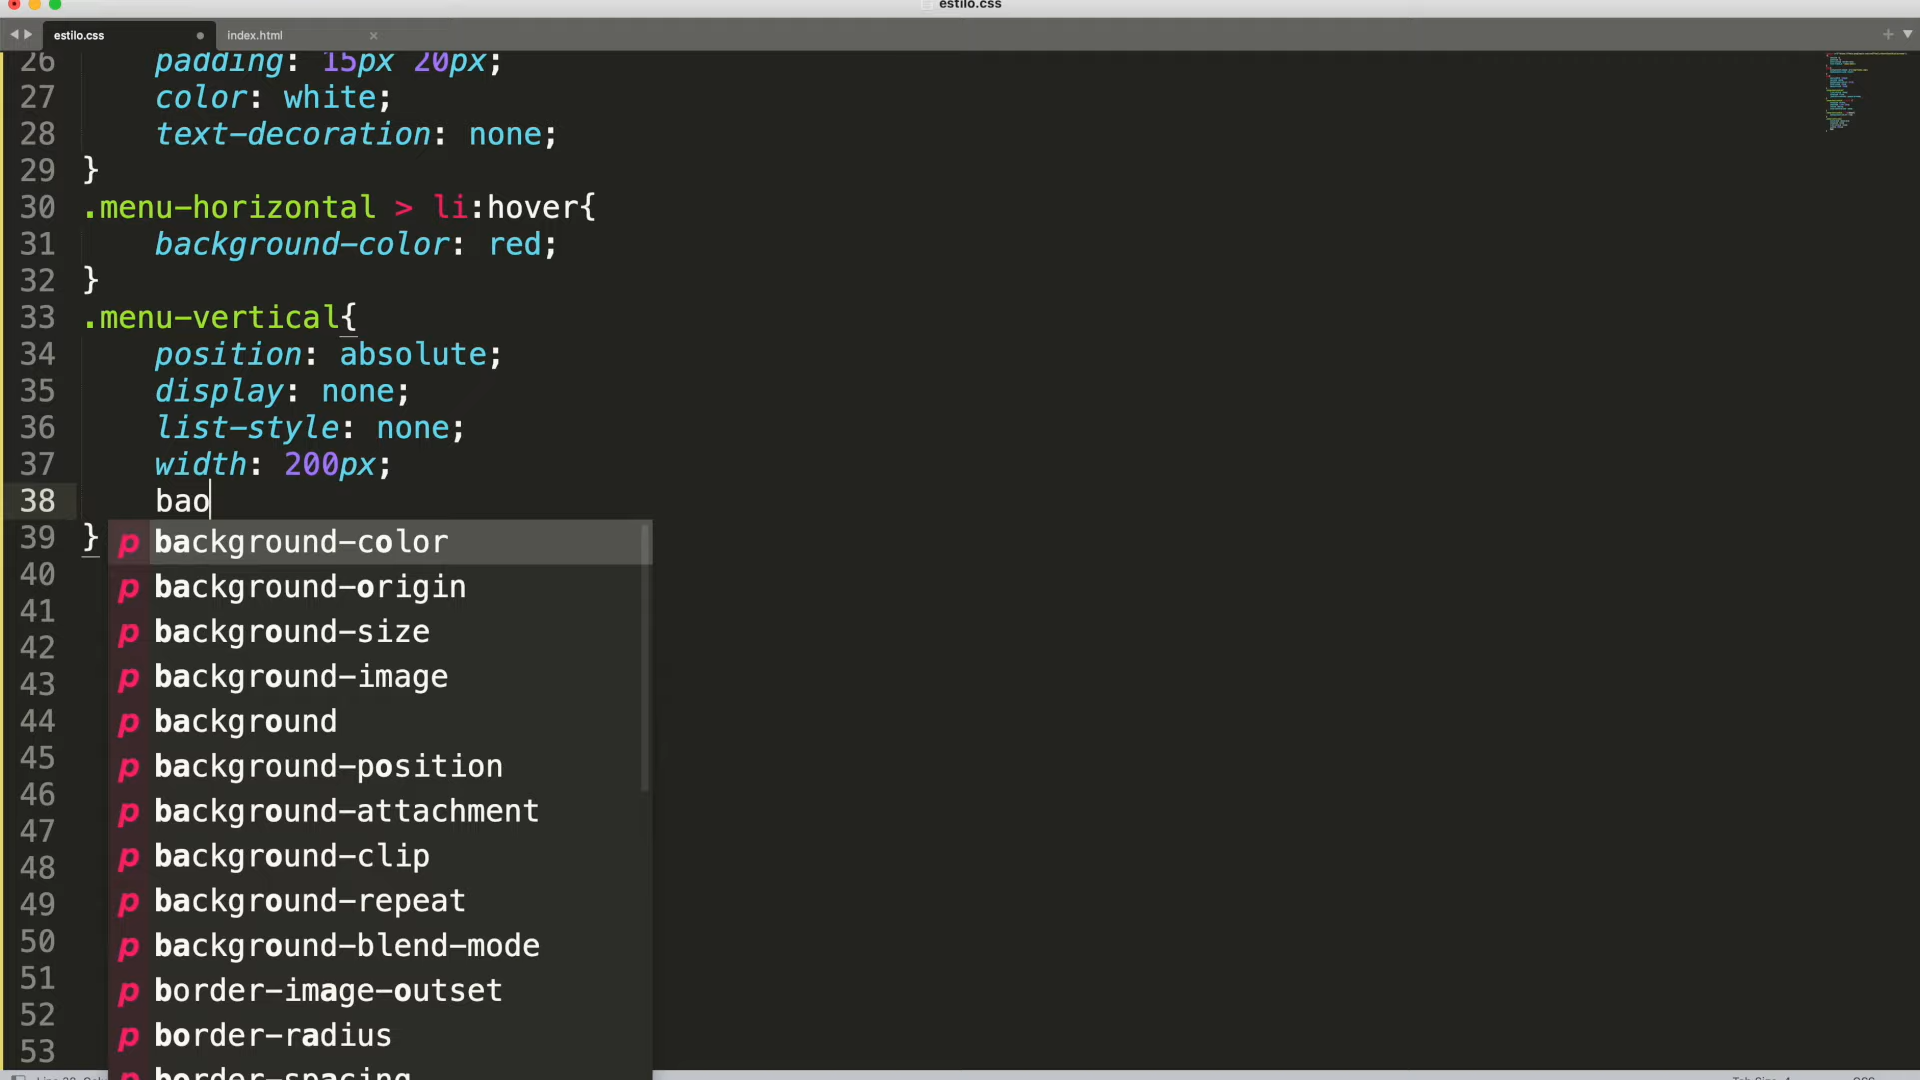 estilo.css
estilo.css
index.html
26 padding: 15px 20px;
27 color: white;
28 text-decoration: none;
29 }
30 .menu-horizontal > li:hover{
31 background-color: red;
32 }
33 .menu-vertical{
34 position: absolute;
35 display: none;
36 list-style: none;
37 width: 200px;
38 bao
39 }
p background-color
40 p background-origin
41
42 p background-size
43 p background-image
44 p background
45 p background-position
46
47 p background-attachment
48 p background-clip
49 p background-repeat
50 p background-blend-mode
51 p border-image-outset
52 p border-radius
53
p border-spacing